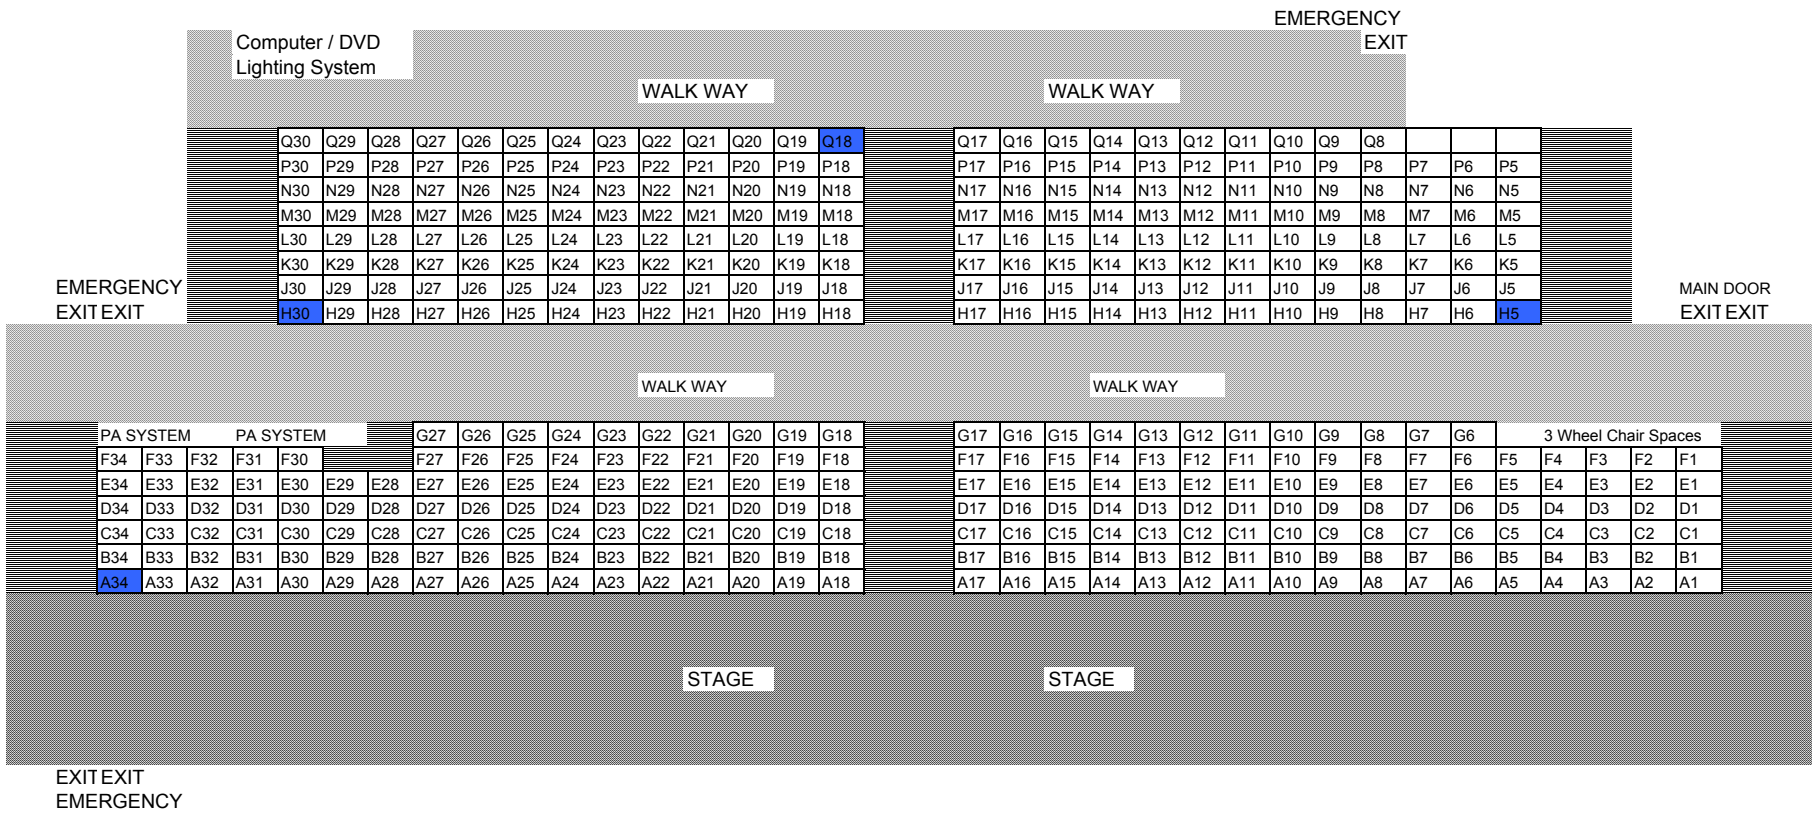 EMERGENCY
Computer / DVD EXIT
Lighting System
WALK WAY WALK WAY
Q30 Q29 Q28 Q27 Q26 Q25 Q24 Q23 Q22 Q21 Q20 Q19 Q18 Q17 Q16 Q15 Q14 Q13 Q12 Q11 Q10 Q9 Q8
P30 P29 P28 P27 P26 P25 P24 P23 P22 P21 P20 P19 P18 P17 P16 P15 P14 P13 P12 P11 P10 P9 P8 P7 P6 P5
N30 N29 N28 N27 N26 N25 N24 N23 N22 N21 N20 N19 N18 N17 N16 N15 N14 N13 N12 N11 N10 N9 N8 N7 N6 N5
M30 M29 M28 M27 M26 M25 M24 M23 M22 M21 M20 M19 M18 M17 M16 M15 M14 M13 M12 M11 M10 M9 M8 M7 M6 M5
L30 L29 L28 L27 L26 L25 L24 L23 L22 L21 L20 L19 L18 L17 L16 L15 L14 L13 L12 L11 L10 L9 L8 L7 L6 L5
K30 K29 K28 K27 K26 K25 K24 K23 K22 K21 K20 K19 K18 K17 K16 K15 K14 K13 K12 K11 K10 K9 K8 K7 K6 K5
EMERGENCY J30 J29 J28 J27 J26 J25 J24 J23 J22 J21 J20 J19 J18 J17 J16 J15 J14 J13 J12 J11 J10 J9 J8 J7 J6 J5 MAIN DOOR
EXIT EXIT H30 H29 H28 H27 H26 H25 H24 H23 H22 H21 H20 H19 H18 H17 H16 H15 H14 H13 H12 H11 H10 H9 H8 H7 H6 H5 EXIT EXIT
WALK WAY WALK WAY
PA SYSTEM PA SYSTEM G27 G26 G25 G24 G23 G22 G21 G20 G19 G18 G17 G16 G15 G14 G13 G12 G11 G10 G9 G8 G7 G6 3 Wheel Chair Spaces
F34 F33 F32 F31 F30 F27 F26 F25 F24 F23 F22 F21 F20 F19 F18 F17 F16 F15 F14 F13 F12 F11 F10 F9 F8 F7 F6 F5 F4 F3 F2 F1
E34 E33 E32 E31 E30 E29 E28 E27 E26 E25 E24 E23 E22 E21 E20 E19 E18 E17 E16 E15 E14 E13 E12 E11 E10 E9 E8 E7 E6 E5 E4 E3 E2 E1
D34 D33 D32 D31 D30 D29 D28 D27 D26 D25 D24 D23 D22 D21 D20 D19 D18 D17 D16 D15 D14 D13 D12 D11 D10 D9 D8 D7 D6 D5 D4 D3 D2 D1
C34 C33 C32 C31 C30 C29 C28 C27 C26 C25 C24 C23 C22 C21 C20 C19 C18 C17 C16 C15 C14 C13 C12 C11 C10 C9 C8 C7 C6 C5 C4 C3 C2 C1
B34 B33 B32 B31 B30 B29 B28 B27 B26 B25 B24 B23 B22 B21 B20 B19 B18 B17 B16 B15 B14 B13 B12 B11 B10 B9 B8 B7 B6 B5 B4 B3 B2 B1
A34 A33 A32 A31 A30 A29 A28 A27 A26 A25 A24 A23 A22 A21 A20 A19 A18 A17 A16 A15 A14 A13 A12 A11 A10 A9 A8 A7 A6 A5 A4 A3 A2 A1
STAGE STAGE
EXIT EXIT
EMERGENCY